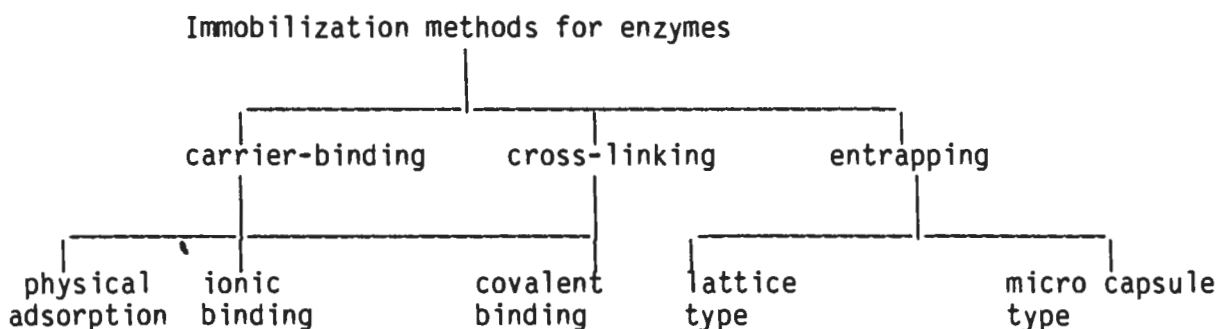 Immobilization methods for enzymes
carrier-binding cross-linking entrapping
physical ionic covalent lattice micro capsule
adsorption binding binding type type